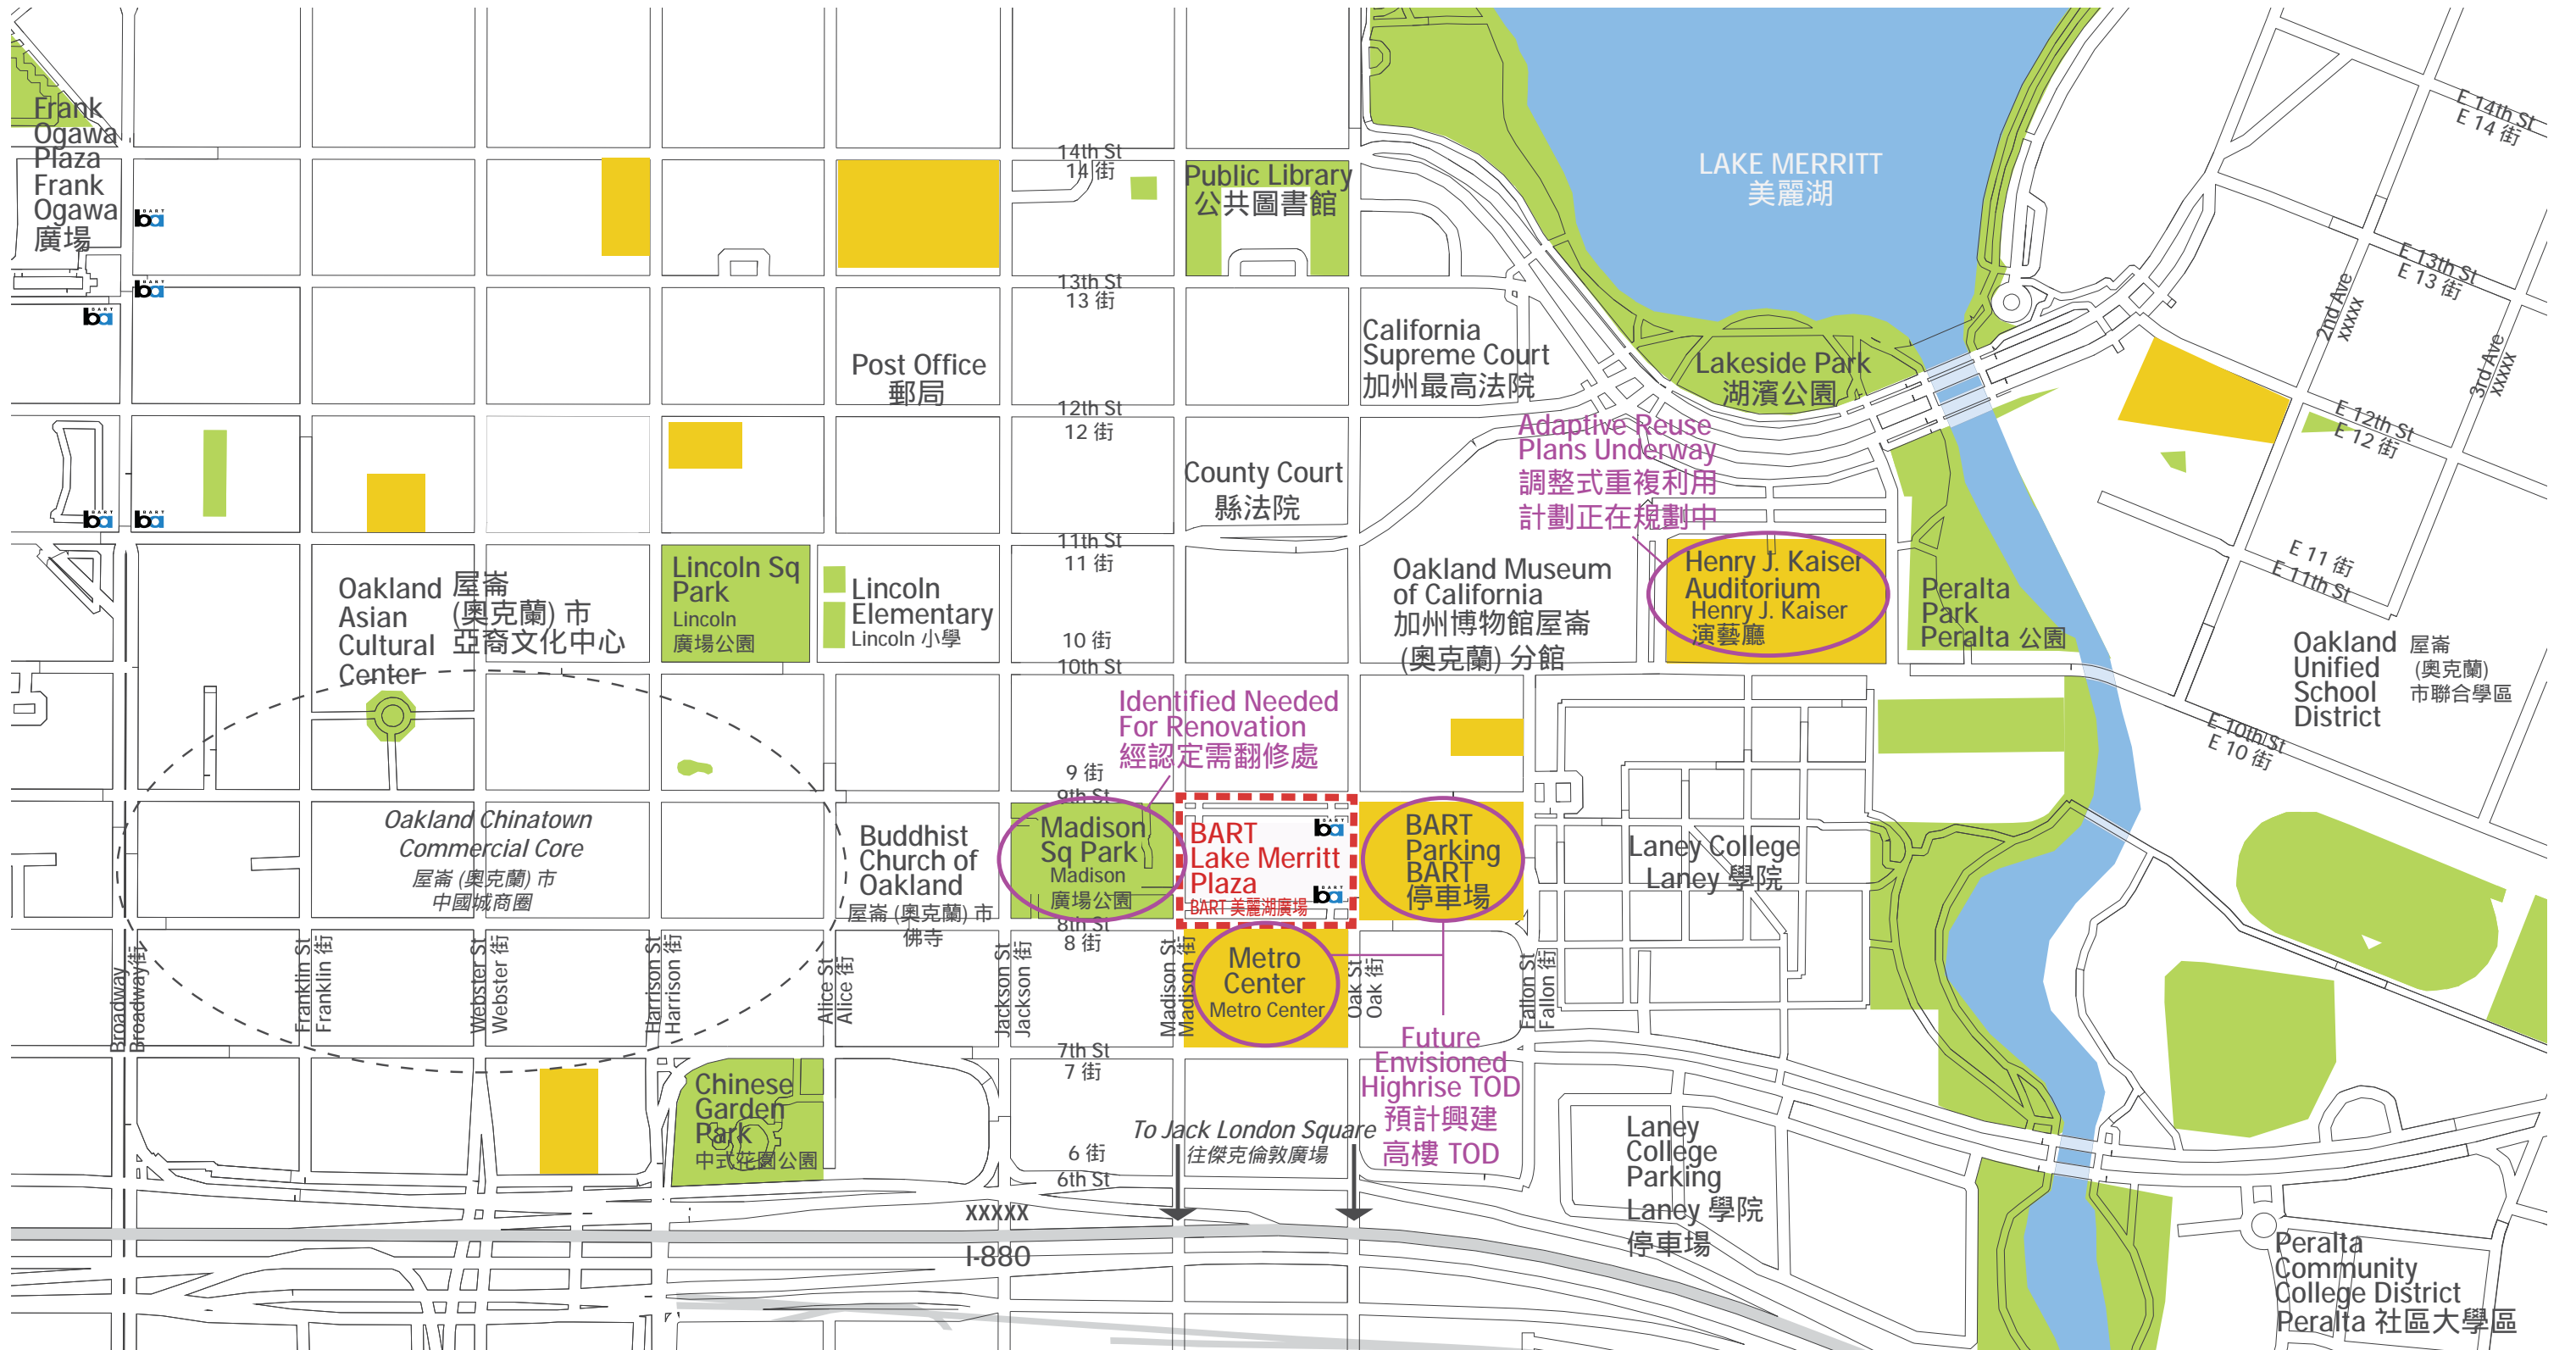 Frank
Ogawa
Plaza
Frank
Ogawa
廣場
14th St
14 街
Public Library
公共圖書館
LAKE MERRITT
美麗湖
E 14th St
E 14 街
13th St
13 街
E 13th St
E 13 街
2nd Ave
xxxxx
3rd Ave
xxxxx
Post Office
郵局
California
Supreme Court
加州最高法院
Lakeside Park
湖濱公園
12th St
12 街
E 12th St
E 12 街
Adaptive Reuse
Plans Underway
調整式重複利用
計劃正在規劃中
County Court
縣法院
11th St
11 街
E 11 街
E 11th St
Oakland
Asian
Cultural
Center
屋崙
(奧克蘭) 市
亞裔文化中心
Lincoln Sq
Park
Lincoln
廣場公園
Lincoln
Elementary
Lincoln 小學
Oakland Museum
of California
加州博物館屋崙
(奧克蘭) 分館
Henry J. Kaiser
Auditorium
Henry J. Kaiser
演藝廳
Peralta
Park
Peralta 公園
Oakland
Unified
School
District
屋崙
(奧克蘭)
市聯合學區
10 街
10th St
E 10th St
E 10 街
Identified Needed
For Renovation
經認定需翻修處
9 街
9th St
Oakland Chinatown
Commercial Core
屋崙 (奧克蘭) 市
中國城商圈
Buddhist
Church of
Oakland
屋崙 (奧克蘭) 市
佛寺
Madison
Sq Park
Madison
廣場公園
BART
Lake Merritt
Plaza
BART 美麗湖廣場
BART
Parking
BART
停車場
Laney College
Laney 學院
8th St
8 街
Broadway
Broadway街
Franklin St
Franklin 街
Webster St
Webster 街
Harrison St
Harrison 街
Alice St
Alice 街
Jackson St
Jackson 街
Madison St
Madison 街
Metro
Center
Metro Center
Oak St
Oak 街
Fallon St
Fallon 街
7th St
7 街
Future
Envisioned
Highrise TOD
預計興建
高樓 TOD
Chinese
Garden
Park
中式花園公園
To Jack London Square
往傑克倫敦廣場
6 街
6th St
Laney
College
Parking
Laney 學院
停車場
xxxxx
I-880
Peralta
Community
College District
Peralta 社區大學區
BART
ba
BART
ba
BART
ba
BART
ba
BART
ba
BART
ba
BART
ba